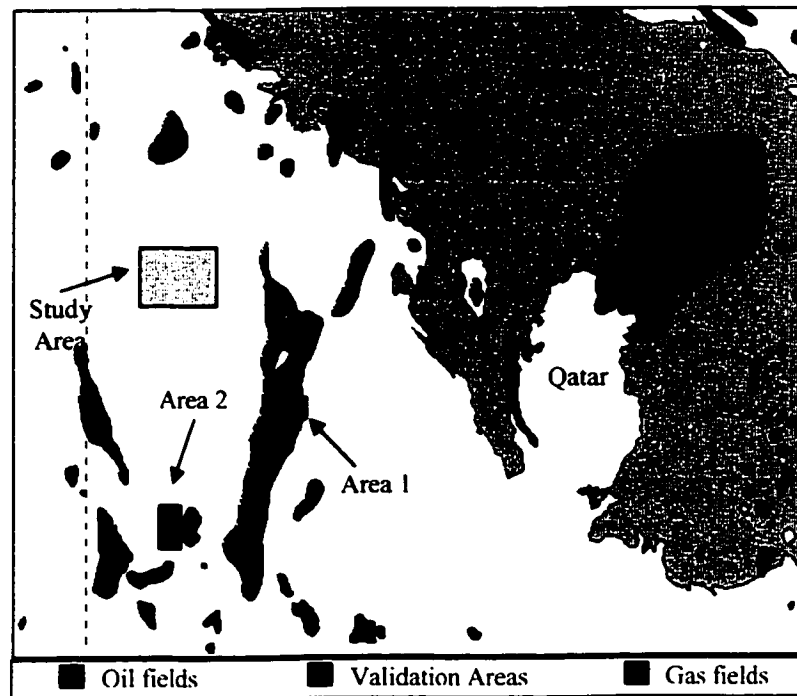 Study
Area
Qatar
Area 2
Area 1
Oil fields
Validation Areas
Gas fields